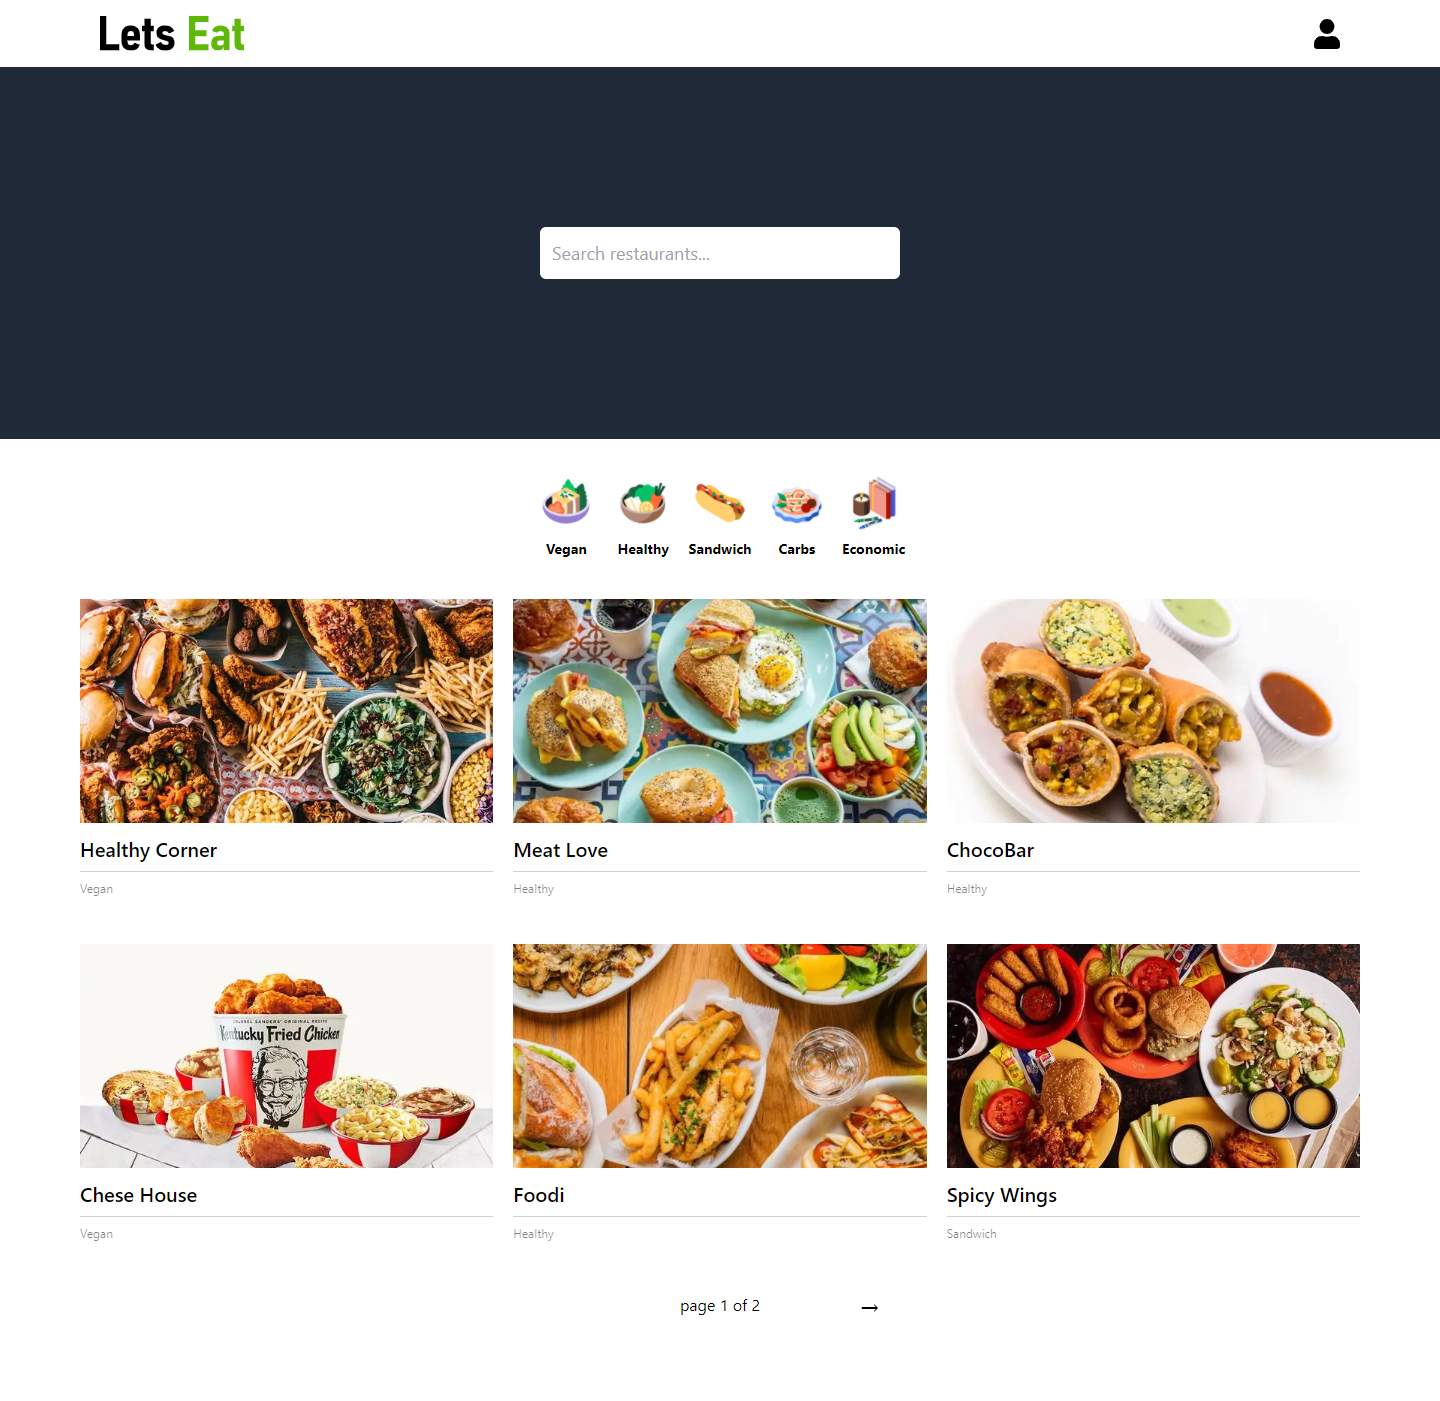 Lets Eat
Search restaurants...
Vegan
Healthy
Sandwich
Carbs
Economic
Healthy Corner
Meat Love
ChocoBar
Vegan
Healthy
Healthy
COLONEL SANDERS' ORIGINAL RECIPE
Kentucky Fried Chicken
Chese House
Foodi
Spicy Wings
Vegan
Healthy
Sandwich
page 1 of 2